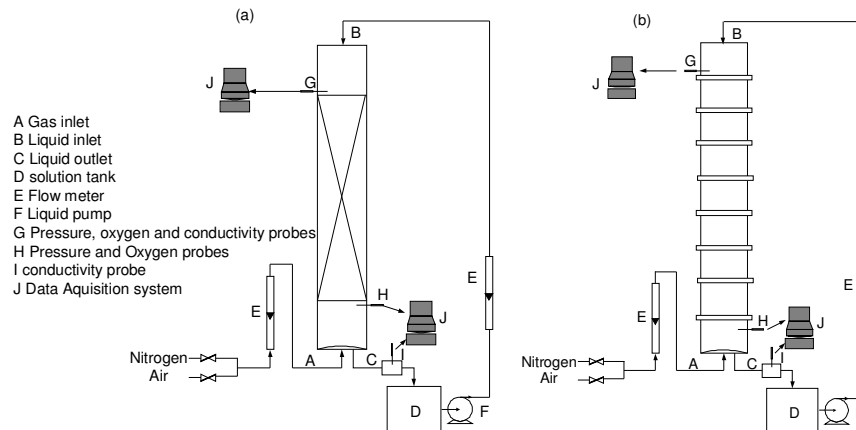 (a)
B
J
G
A Gas inlet
B Liquid inlet
C Liquid outlet
D solution tank
E Flow meter
F Liquid pump
G Pressure, oxygen and conductivity probes
H Pressure and Oxygen probes
I conductivity probe
J Data Aquisition system
E
E
H
J
I
Nitrogen
Air
A
C
D
F
(b)
B
J
G
E
E
H
J
I
Nitrogen
Air
A
C
D